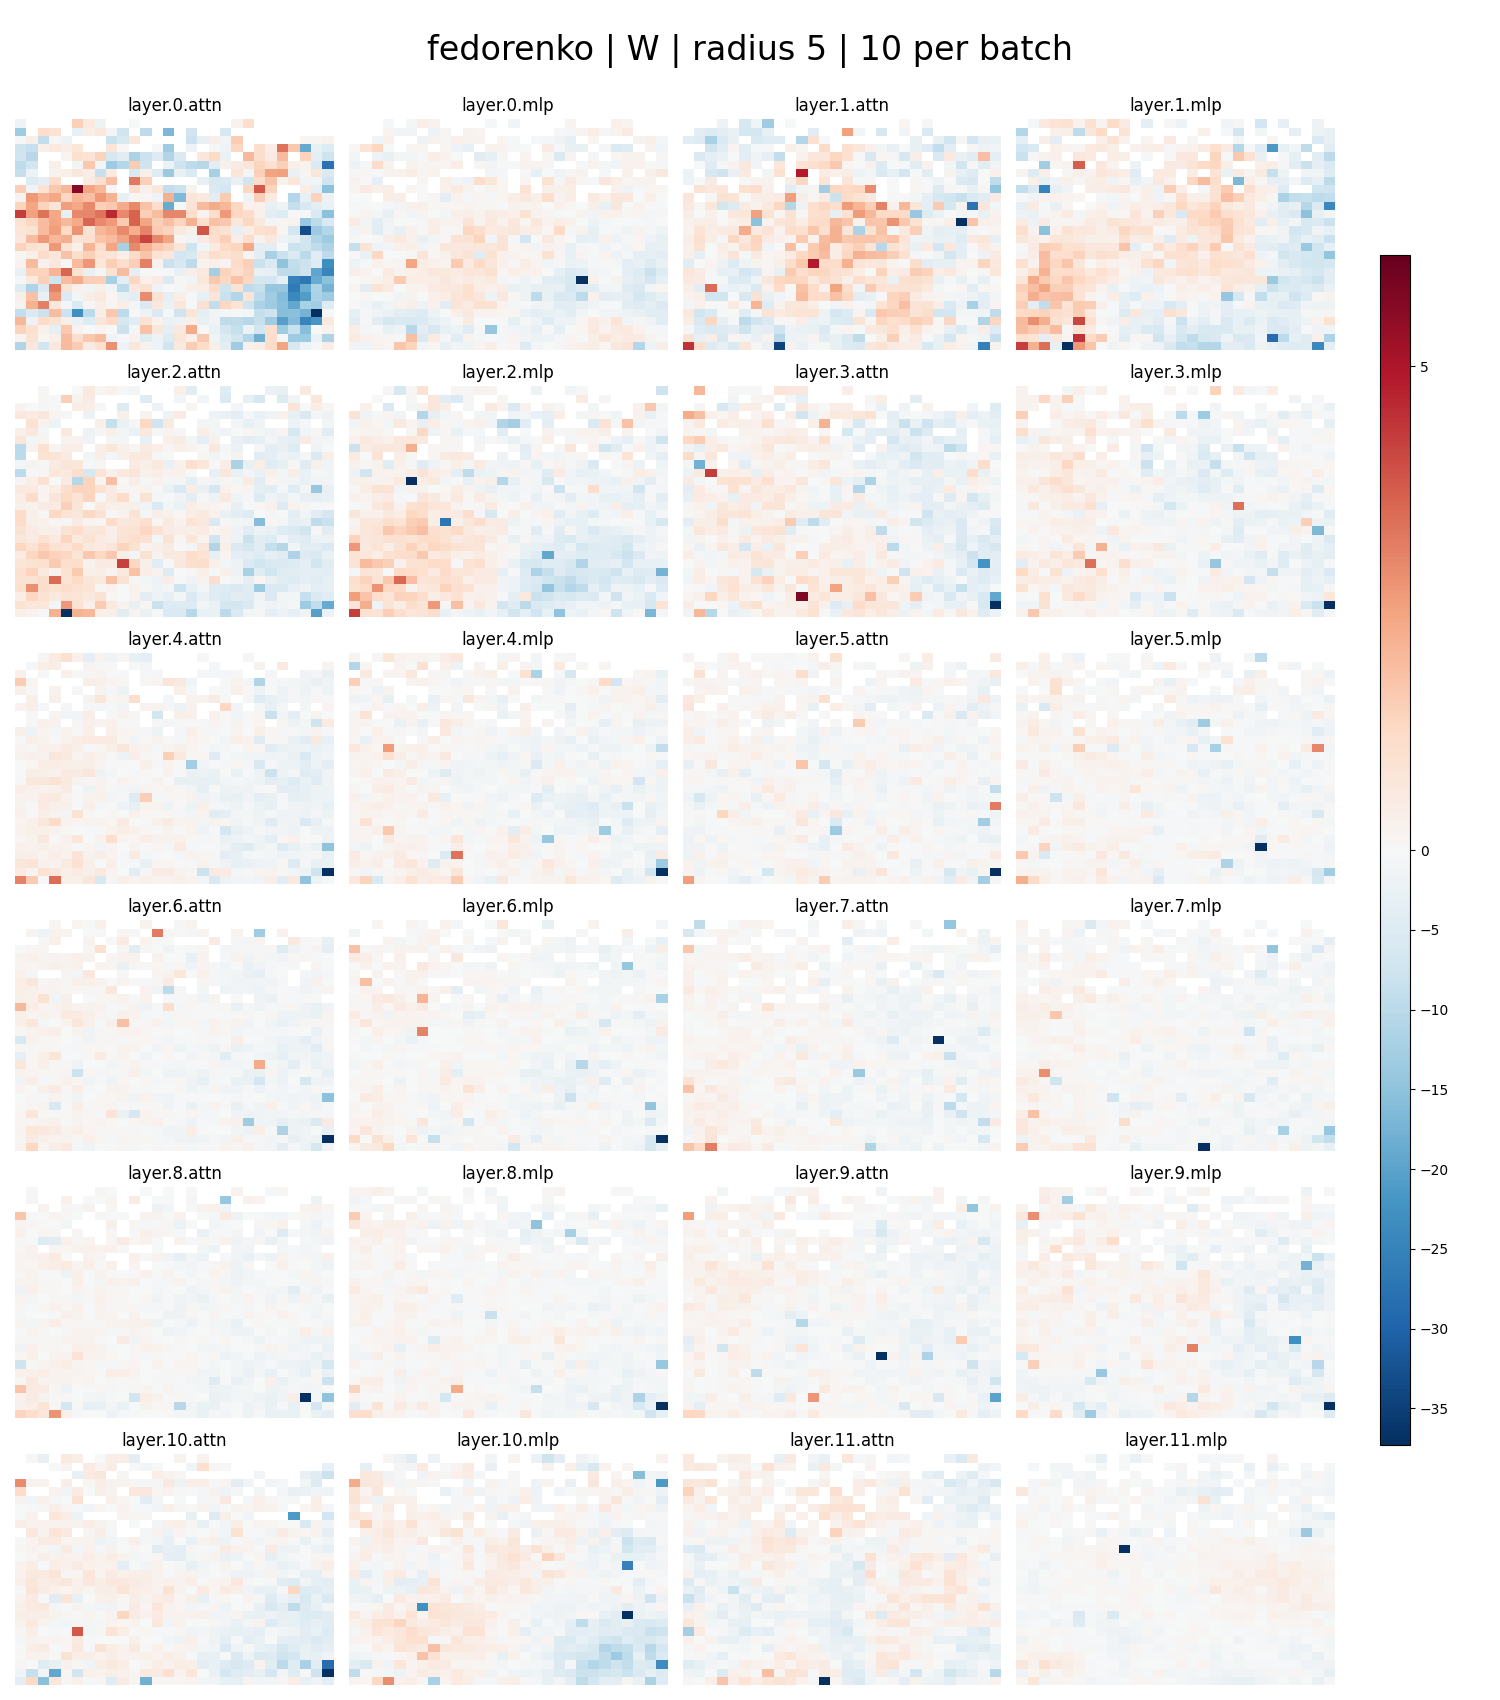 fedorenko | W | radius 5 | 10 per batch
layer.0.attn
layer.0.mlp
layer.1.attn
layer.1.mlp
layer.2.attn
layer.2.mlp
layer.3.attn
layer.3.mlp
layer.4.attn
layer.4.mlp
layer.5.attn
layer.5.mlp
layer.6.attn
layer.6.mlp
layer.7.attn
layer.7.mlp
layer.8.attn
layer.8.mlp
layer.9.attn
layer.9.mlp
layer.10.attn
layer.10.mlp
layer.11.attn
layer.11.mlp
5
0
−5
−10
−15
−20
−25
−30
−35